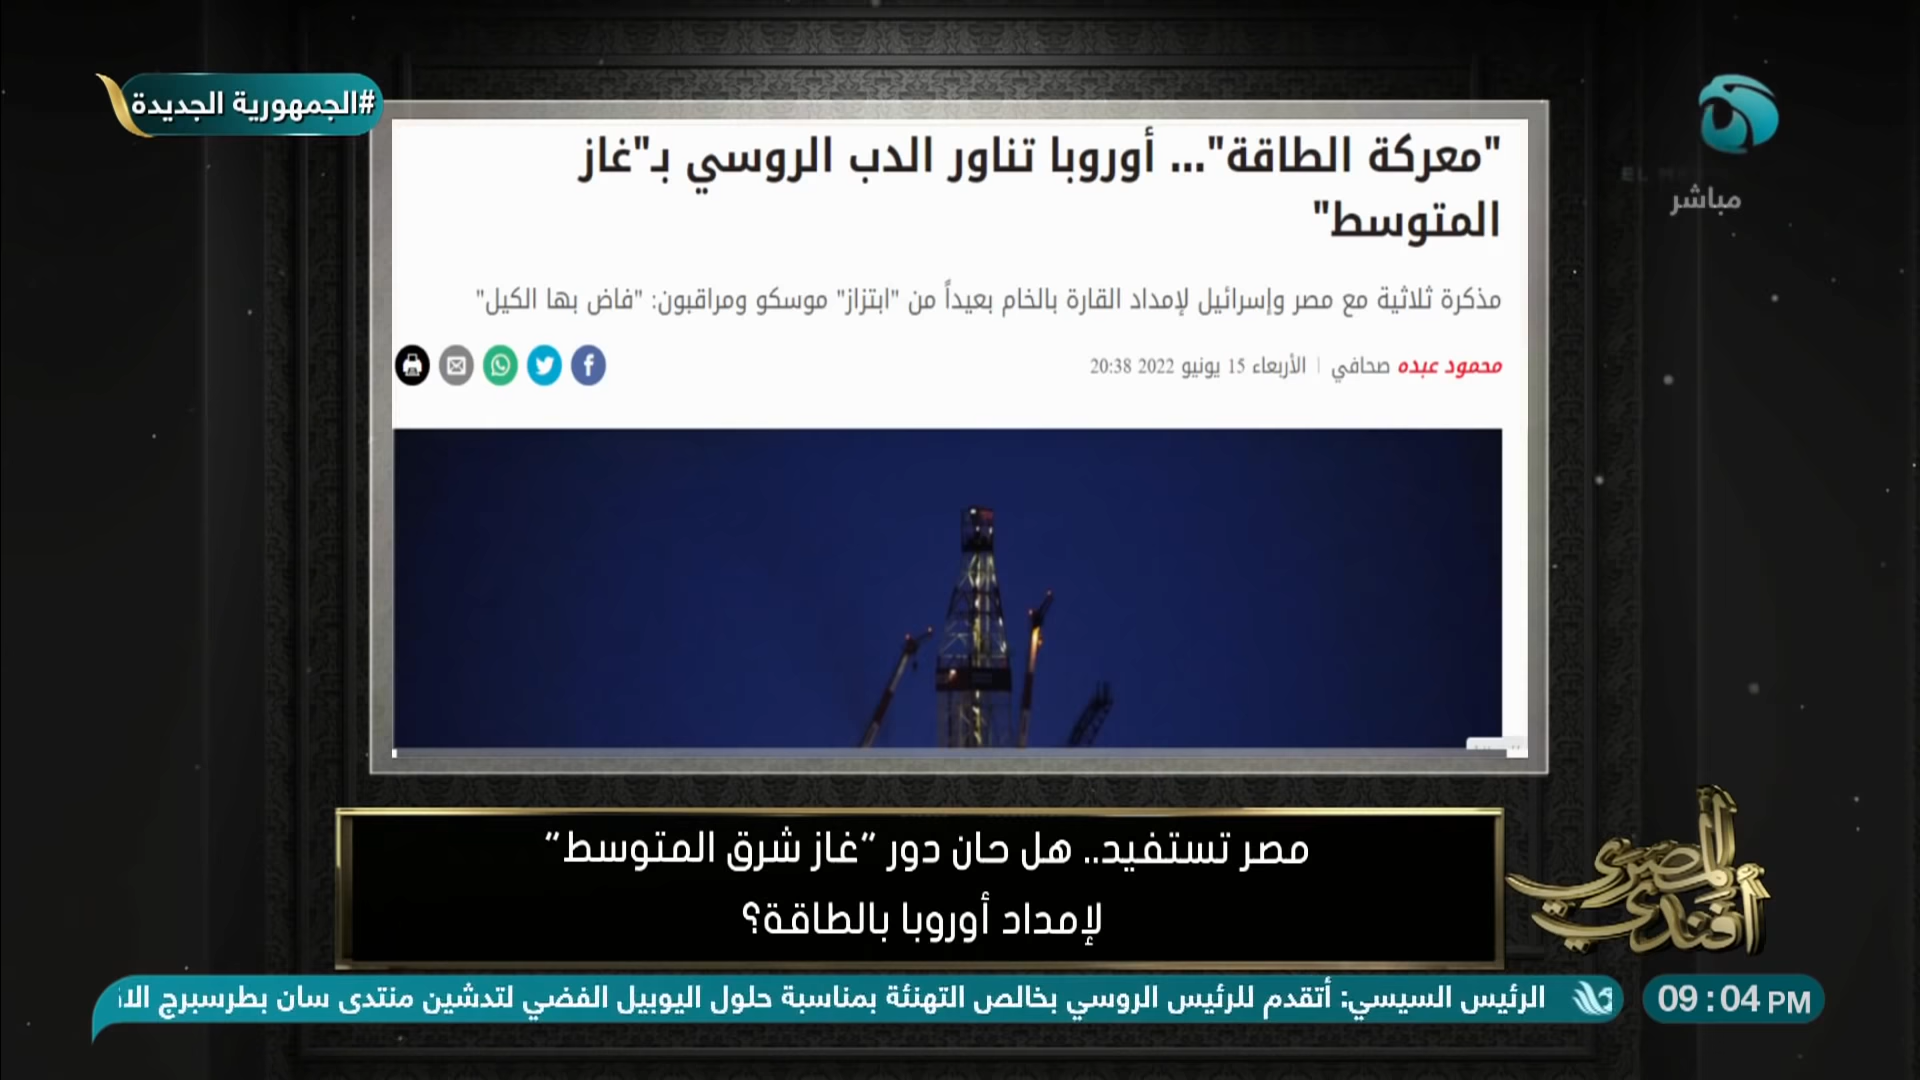 #الجمهورية الجديدة
مباشر
"معركة الطاقة"... أوروبا تناور الدب الروسي بـ"غاز
المتوسط"
مذكرة ثلاثية مع مصر وإسرائيل لإمداد القارة بالخام بعيداً من "ابتزاز" موسكو ومراقبون: "فاض بها الكيل"
محمود عبده صحافي | الأربعاء 15 يونيو 2022 20:38
مصر تستفيد.. هل حان دور “غاز شرق المتوسط”
لإمداد أوروبا بالطاقة؟
المصري أفندي
الرئيس السيسي: أتقدم للرئيس الروسي بخالص التهنئة بمناسبة حلول اليوبيل الفضي لتدشين منتدى سان بطرسبرج
09:04 PM